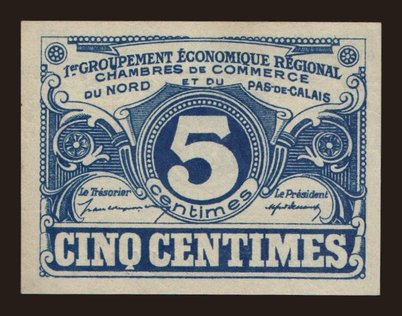 1er GROUPEMENT ÉCONOMIQUE RÉGIONAL
CHAMBRES DE COMMERCE
DU NORD ET DU PAS-DE-CALAIS
5
centimes
Le Trésorier Le Président
CINQ CENTIMES.